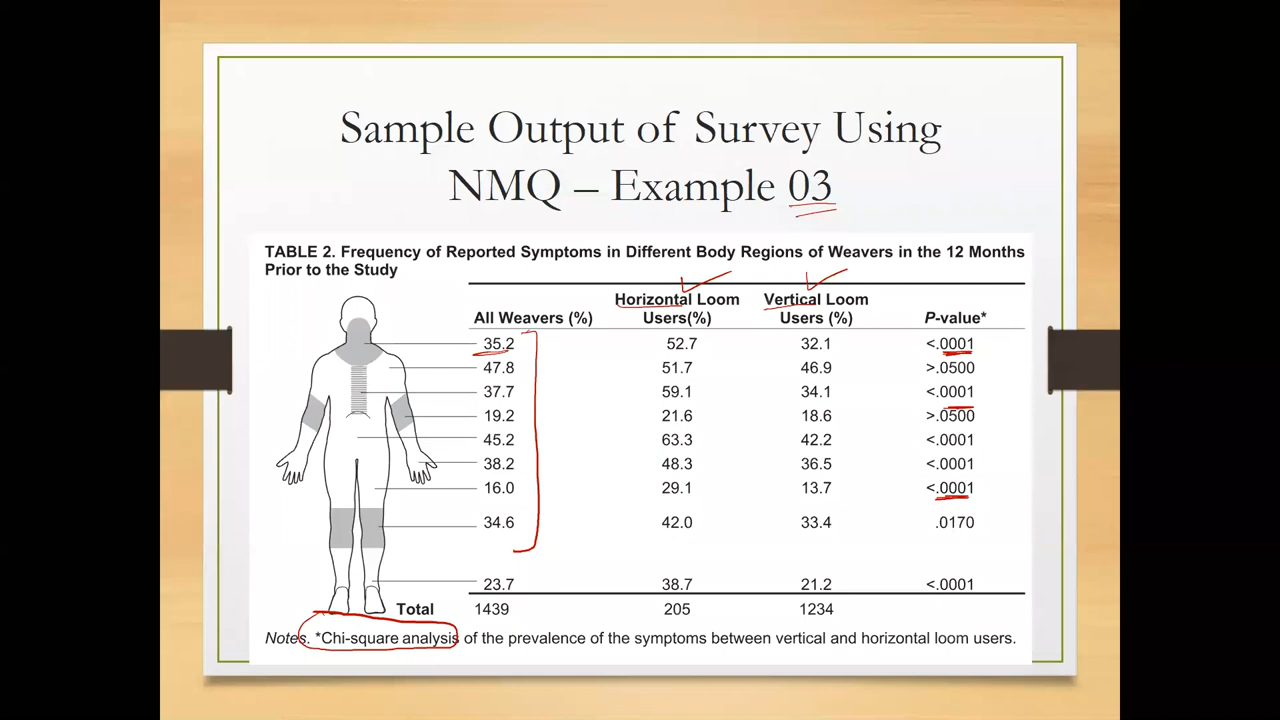 Sample Output of Survey Using
NMQ – Example 03
TABLE 2. Frequency of Reported Symptoms in Different Body Regions of Weavers in the 12 Months
Prior to the Study
All Weavers (%) Horizontal Loom Users(%) Vertical Loom Users (%) P-value*
35.2 52.7 32.1 <.0001
47.8 51.7 46.9 >.0500
37.7 59.1 34.1 <.0001
19.2 21.6 18.6 >.0500
45.2 63.3 42.2 <.0001
38.2 48.3 36.5 <.0001
16.0 29.1 13.7 <.0001
34.6 42.0 33.4 .0170
23.7 38.7 21.2 <.0001
Total 1439 205 1234
Notes. *Chi-square analysis of the prevalence of the symptoms between vertical and horizontal loom users.